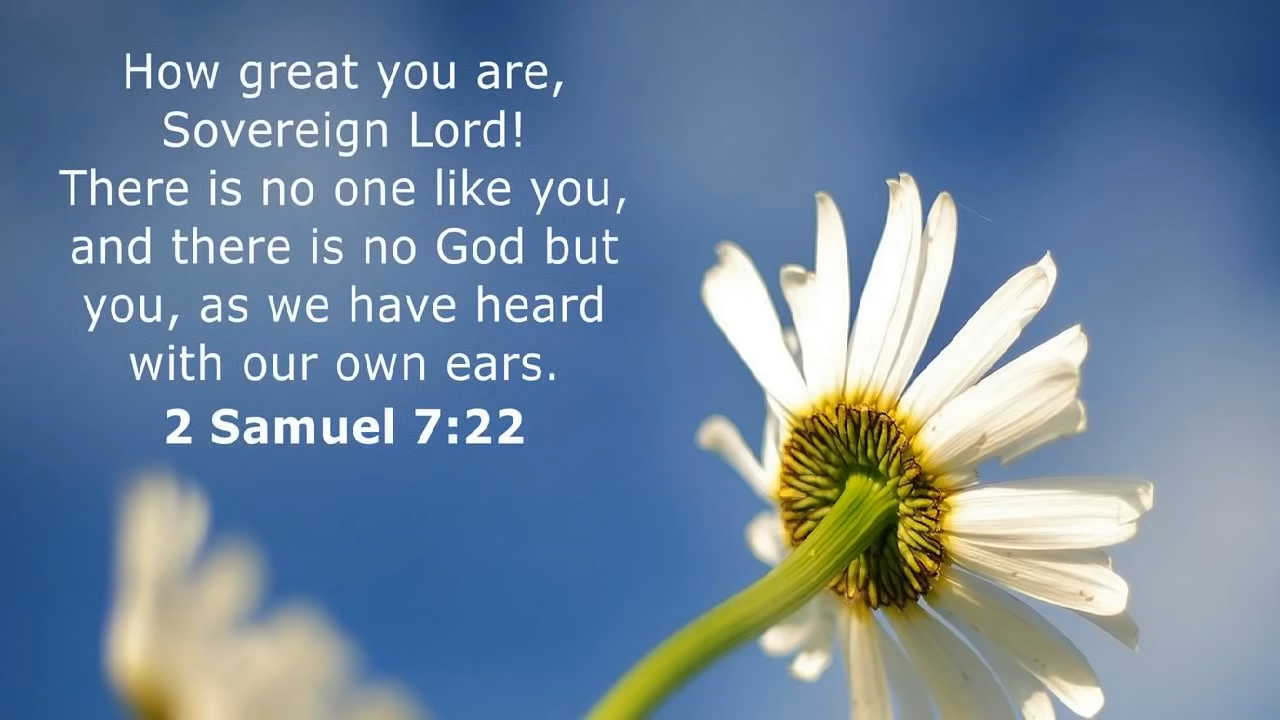 How great you are,
Sovereign Lord!
There is no one like you,
and there is no God but
you, as we have heard
with our own ears.
2 Samuel 7:22